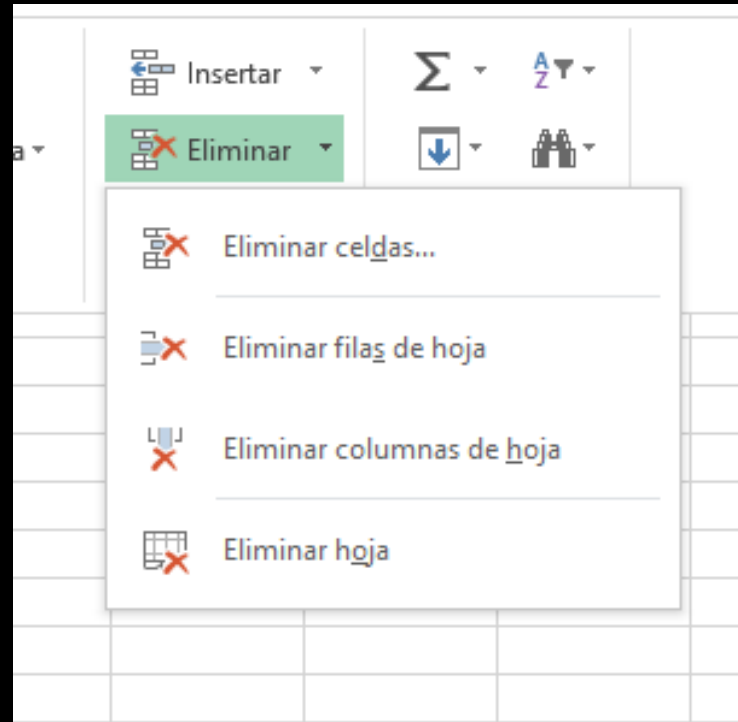 Insertar
a
Eliminar
Eliminar celdas...
Eliminar filas de hoja
Eliminar columnas de hoja
Eliminar hoja